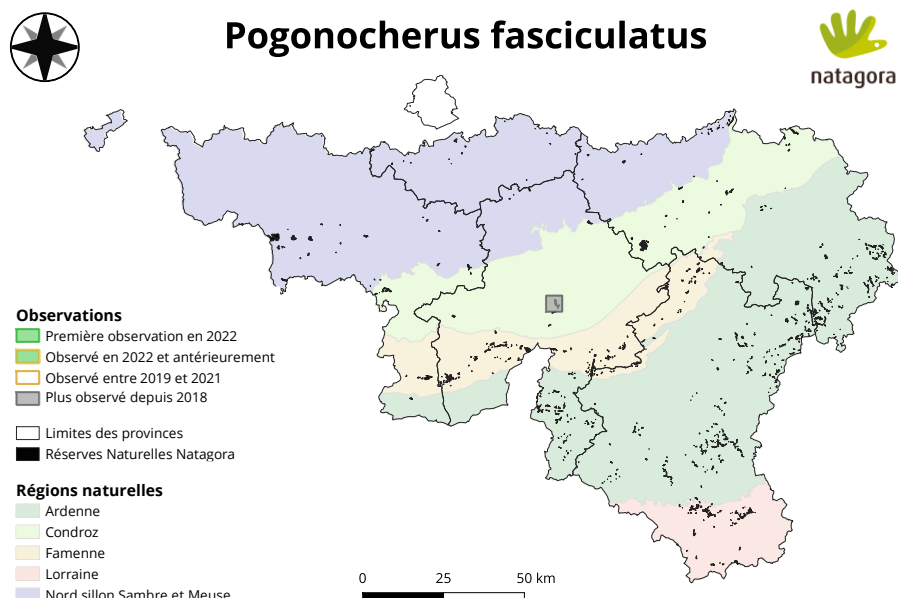 Pogonocherus fasciculatus
natagora
Observations
Première observation en 2022
Observé en 2022 et antérieurement
Observé entre 2019 et 2021
Plus observé depuis 2018
Limites des provinces
Réserves Naturelles Natagora
Régions naturelles
Ardenne
Condroz
Famenne
Lorraine
Nord sillon Sambre et Meuse
0 25 50 km